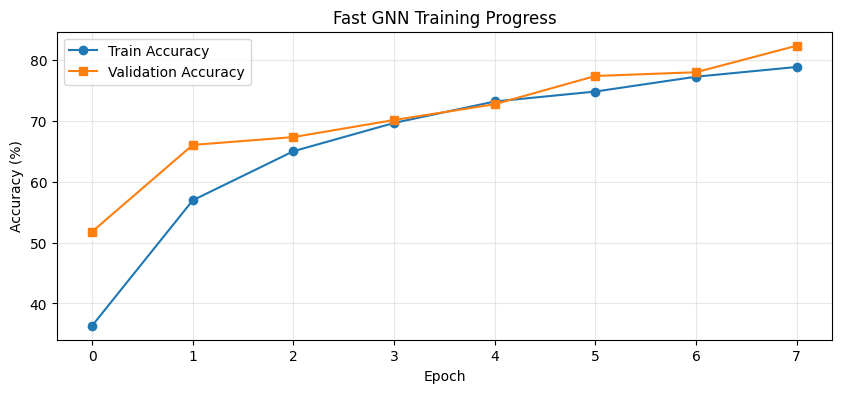 Fast GNN Training Progress
Train Accuracy
Validation Accuracy
Accuracy (%)
80
70
60
50
40
0 1 2 3 4 5 6 7
Epoch